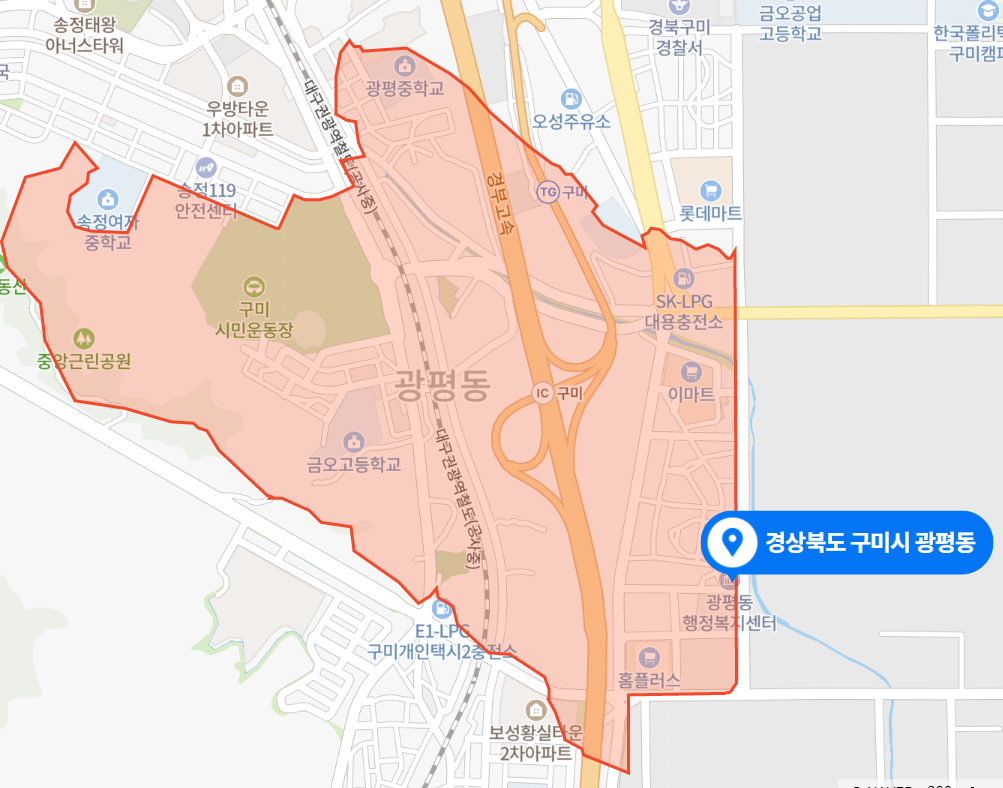 송정태왕
아너스타워
국
경북구미
경찰서
금오공업
고등학교
한국폴리텍
구미캠퍼
광평중학교
우방타운
1차아파트
대구권광역철도(공사중)
오성주유소
송정119
안전센터
경부고속
TG 구미
롯데마트
송정여자
중학교
동산
구미
시민운동장
SK-LPG
대용충전소
중앙근린공원
광평동
IC 구미
이마트
금오고등학교
대구권광역철도(공사중)
경상북도 구미시 광평동
광평동
행정복지센터
E1-LPG
구미개인택시2충전소
홈플러스
보성황실타운
2차아파트